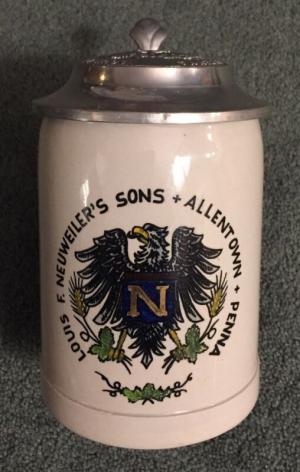 LOUIS F. NEUWEILER'S SONS + ALLENTOWN + PENNA
N